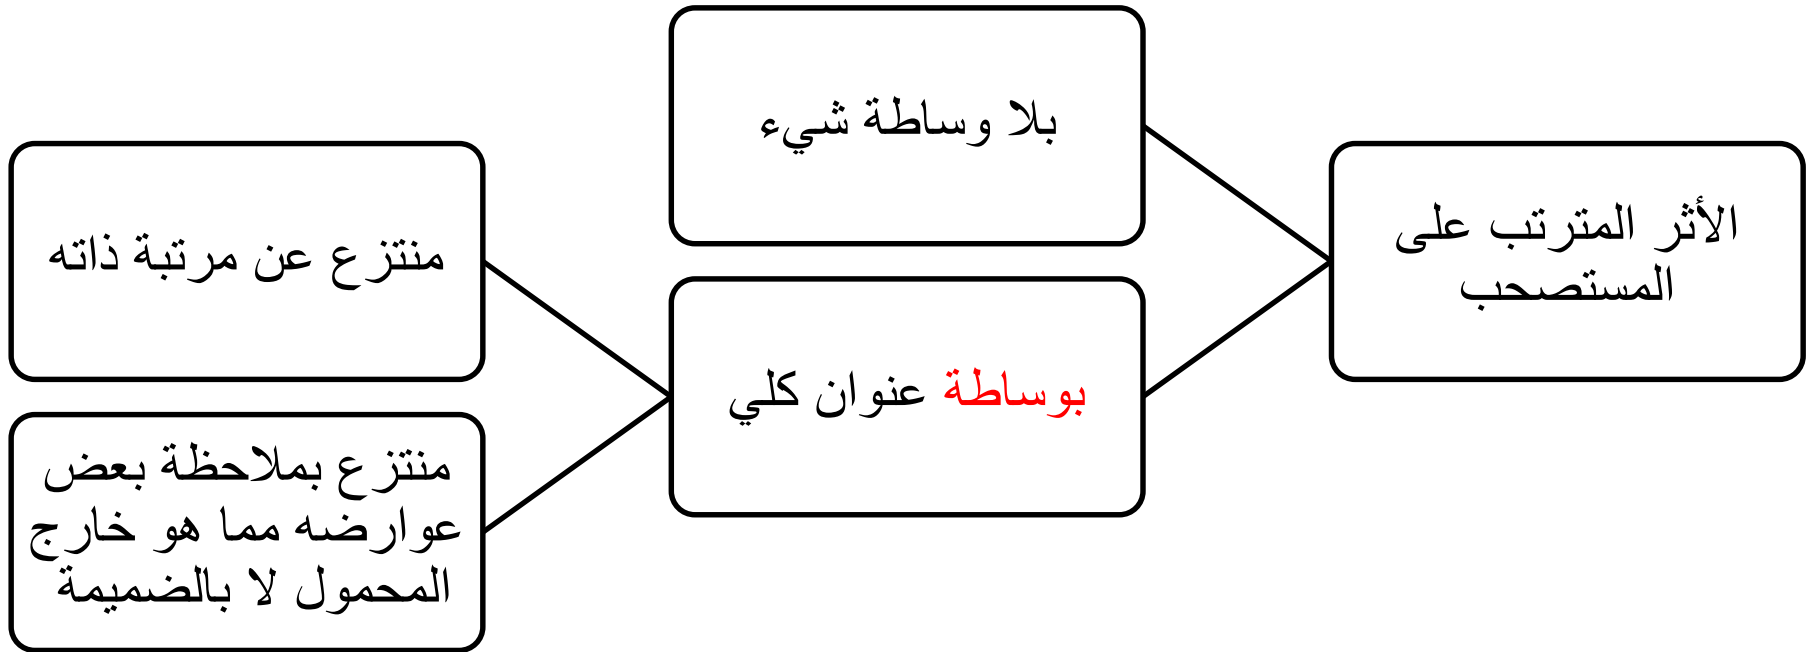 الأثر المترتب على
المستصحب
بلا وساطة شيء
بوساطة عنوان كلي
منتزع عن مرتبة ذاته
منتزع بملاحظة بعض
عوارضه مما هو خارج
المحمول لا بالضميمة